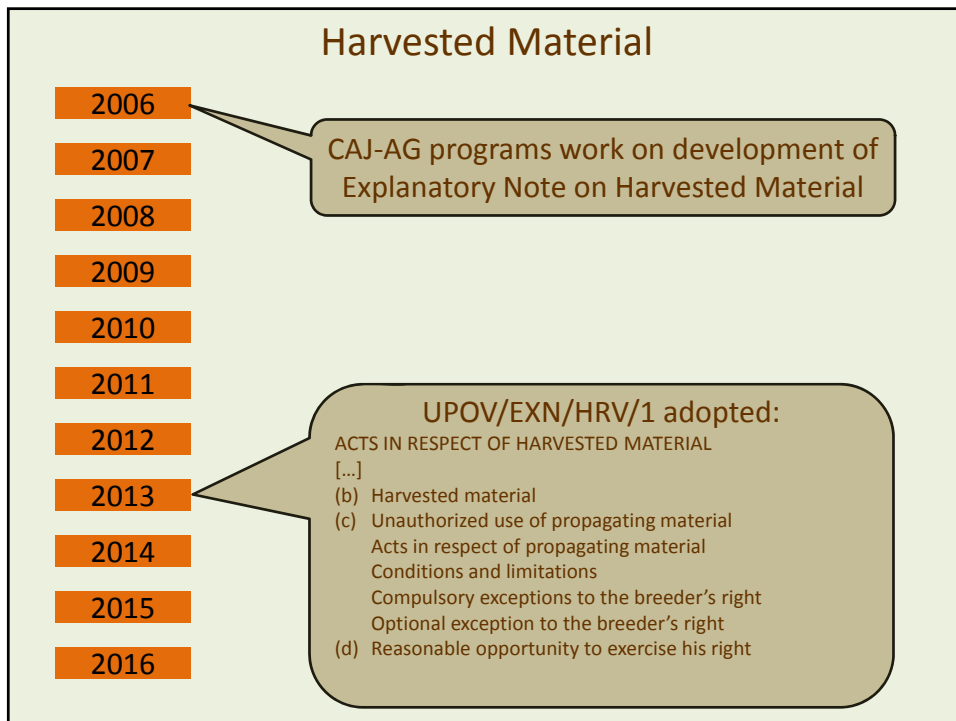 Harvested Material
2006
CAJ-AG programs work on development of
Explanatory Note on Harvested Material
2007
2008
2009
2010
2011
2012
2013
2014
2015
2016
UPOV/EXN/HRV/1 adopted:
ACTS IN RESPECT OF HARVESTED MATERIAL
[…]
(b) Harvested material
(c) Unauthorized use of propagating material
Acts in respect of propagating material
Conditions and limitations
Compulsory exceptions to the breeder’s right
Optional exception to the breeder’s right
(d) Reasonable opportunity to exercise his right